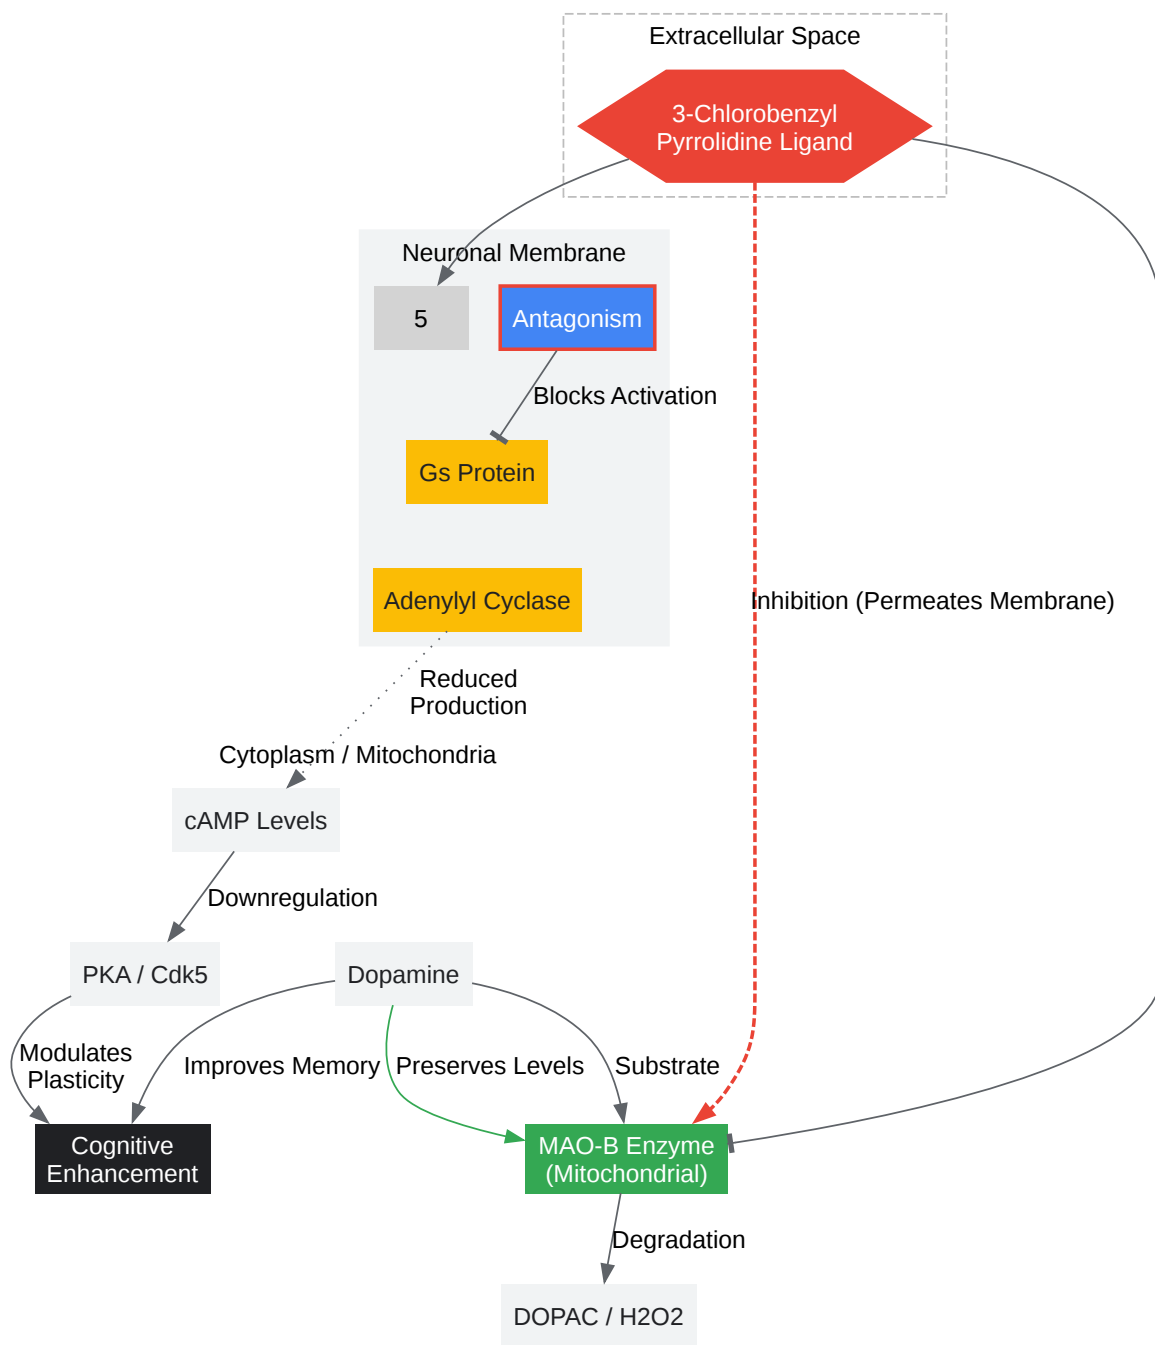 Extracellular Space
3-Chlorobenzyl
Pyrrolidine Ligand
Neuronal Membrane
5
Antagonism
Blocks Activation
Gs Protein
Adenylyl Cyclase
Inhibition (Permeates Membrane)
Reduced
Production
Cytoplasm / Mitochondria
cAMP Levels
Downregulation
PKA / Cdk5
Dopamine
Modulates
Plasticity
Improves Memory
Preserves Levels
Substrate
Cognitive
Enhancement
MAO-B Enzyme
(Mitochondrial)
Degradation
DOPAC / H2O2